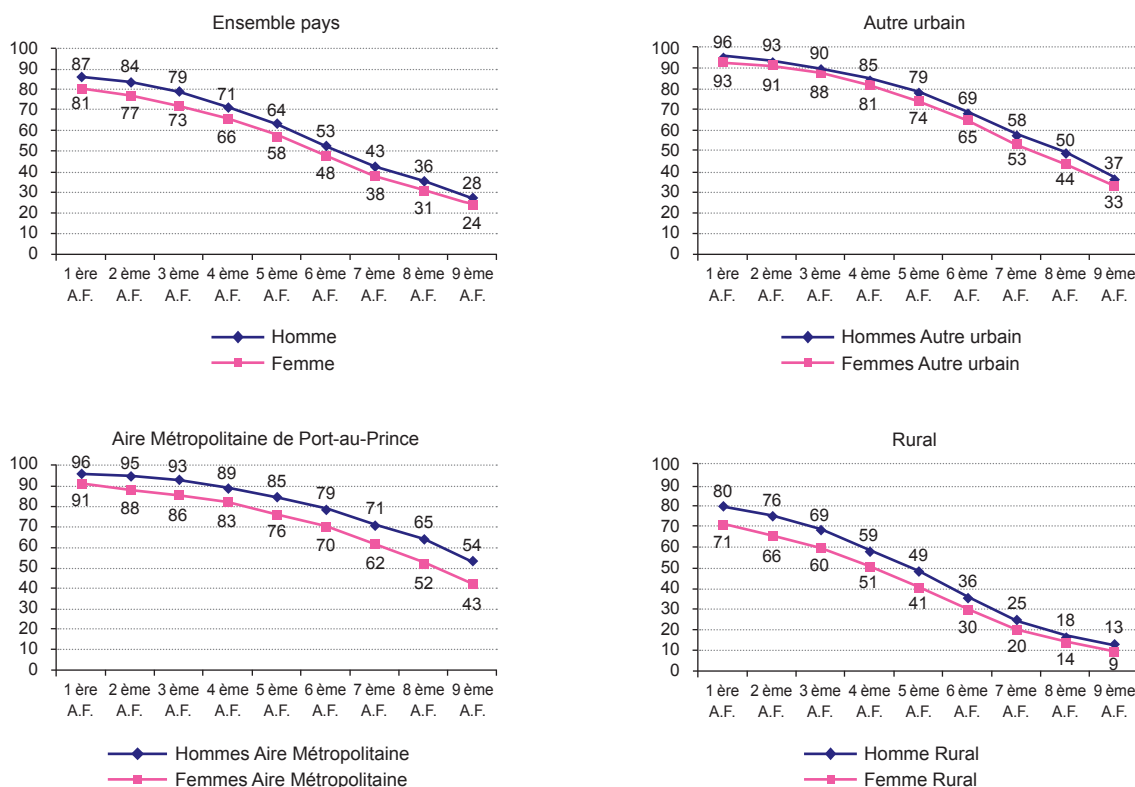 Ensemble pays
100
90
80
70
60
50
40
30
20
10
0
87 84 79 71 64 53 43 36 28
81 77 73 66 58 48 38 31 24
1 ère 2 ème 3 ème 4 ème 5 ème 6 ème 7 ème 8 ème 9 ème
A.F. A.F. A.F. A.F. A.F. A.F. A.F. A.F. A.F.
Homme
Femme
Autre urbain
100
90
80
70
60
50
40
30
20
10
0
96 93 90 85 79 69 58 50 37
93 91 88 81 74 65 53 44 33
1 ère 2 ème 3 ème 4 ème 5 ème 6 ème 7 ème 8 ème 9 ème
A.F. A.F. A.F. A.F. A.F. A.F. A.F. A.F. A.F.
Hommes Autre urbain
Femmes Autre urbain
Aire Métropolitaine de Port-au-Prince
100
90
80
70
60
50
40
30
20
10
0
96 95 93 89 85 79 71 65 54
91 88 86 83 76 70 62 52 43
1 ère 2 ème 3 ème 4 ème 5 ème 6 ème 7 ème 8 ème 9 ème
A.F. A.F. A.F. A.F. A.F. A.F. A.F. A.F. A.F.
Hommes Aire Métropolitaine
Femmes Aire Métropolitaine
Rural
100
90
80
70
60
50
40
30
20
10
0
80 76 69 59 49 36 25 18 13
71 66 60 51 41 30 20 14 9
1 ère 2 ème 3 ème 4 ème 5 ème 6 ème 7 ème 8 ème 9 ème
A.F. A.F. A.F. A.F. A.F. A.F. A.F. A.F. A.F.
Homme Rural
Femme Rural